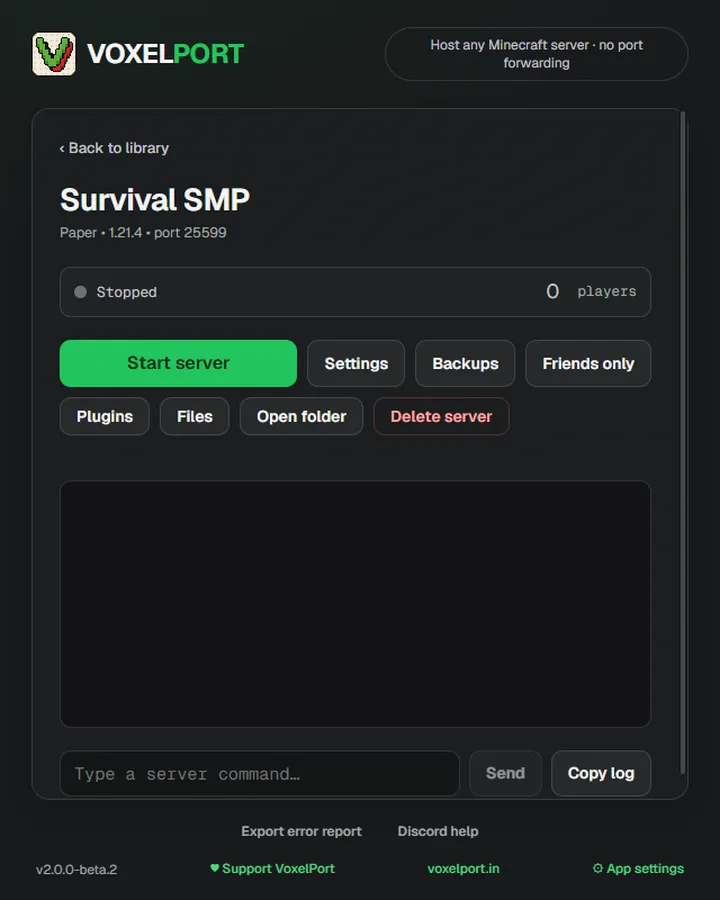 VOXELPORT
Host any Minecraft server · no port
forwarding
‹ Back to library
Survival SMP
Paper • 1.21.4 • port 25599
Stopped
0 players
Start server
Settings
Backups
Friends only
Plugins
Files
Open folder
Delete server
Type a server command…
Send
Copy log
Export error report
Discord help
v2.0.0-beta.2
♥ Support VoxelPort
voxelport.in
⚙ App settings